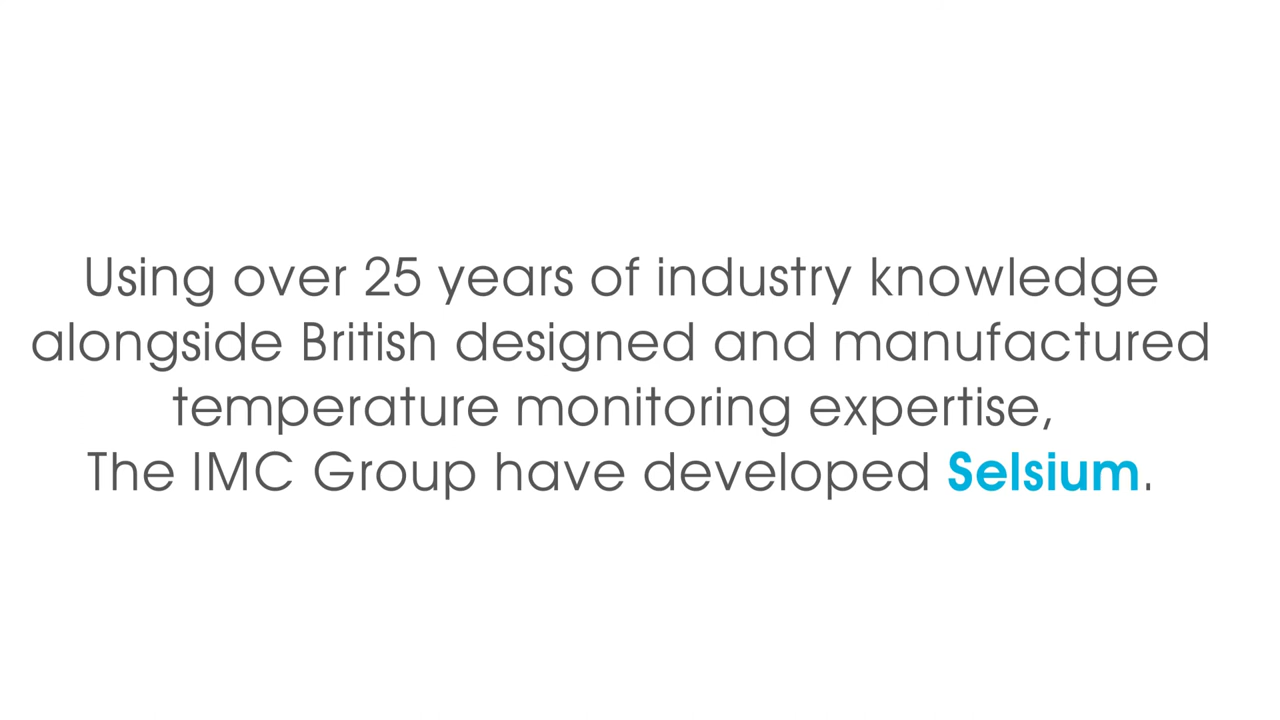 Using over 25 years of industry knowledge
alongside British designed and manufactured
temperature monitoring expertise,
The IMC Group have developed Selsium.